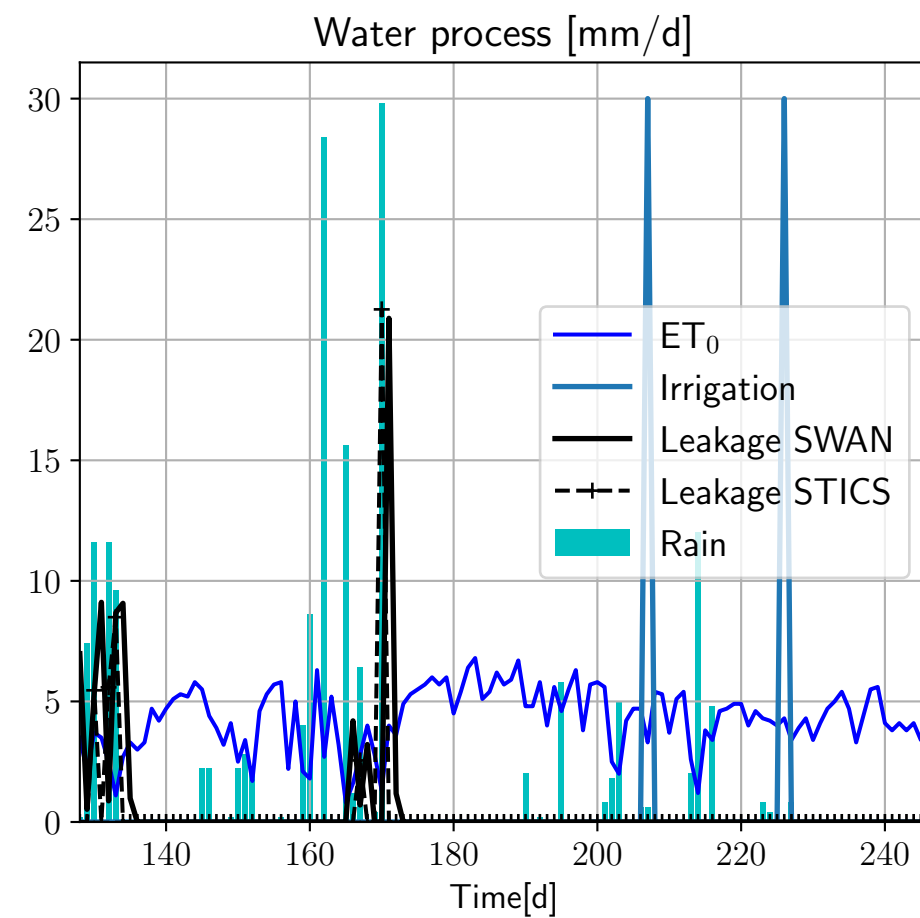 Water process [mm/d]
30
25
20
15
10
5
0
ET₀
Irrigation
Leakage SWAN
Leakage STICS
Rain
140 160 180 200 220 240
Time[d]